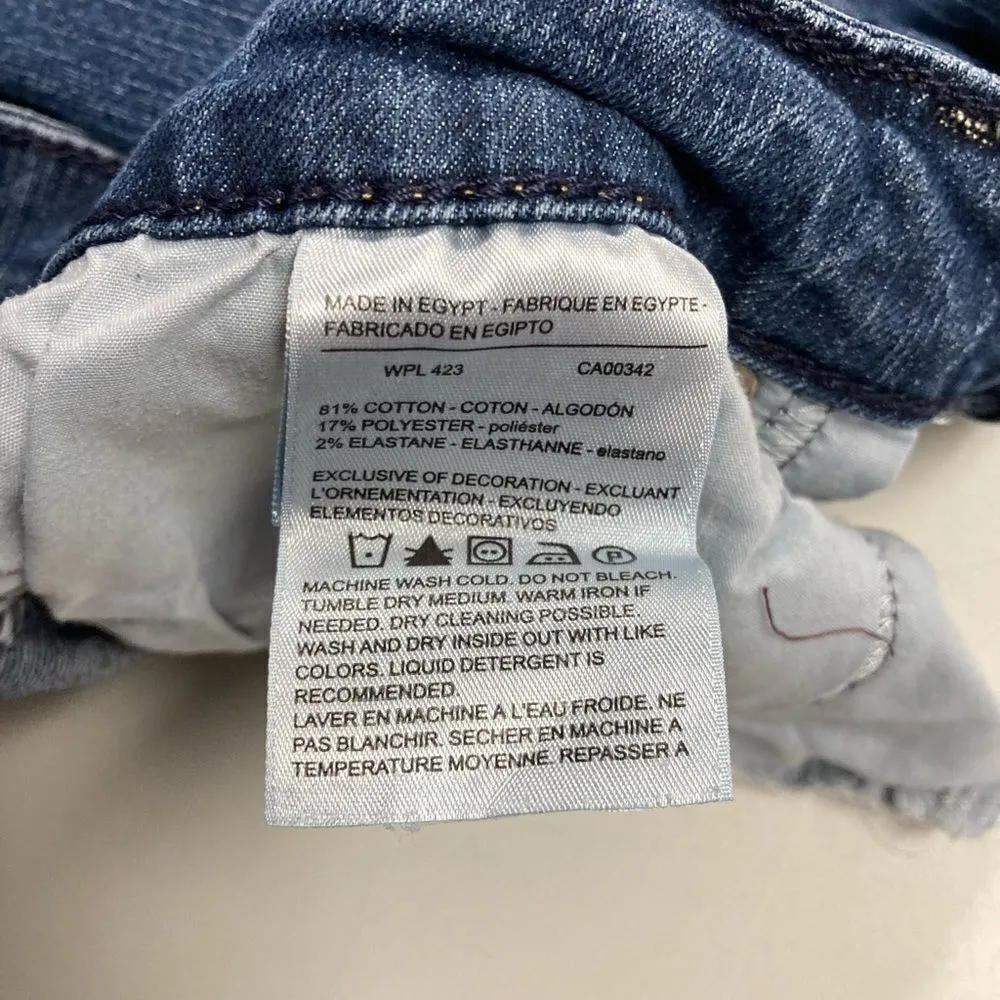 MADE IN EGYPT - FABRIQUE EN EGYPTE -
FABRICADO EN EGIPTO
WPL 423 CA00342
81% COTTON - COTON - ALGODÓN
17% POLYESTER - poliéster
2% ELASTANE - ELASTHANNE - elastano
EXCLUSIVE OF DECORATION - EXCLUANT
L'ORNEMENTATION - EXCLUYENDO
ELEMENTOS DECORATIVOS
P
MACHINE WASH COLD. DO NOT BLEACH.
TUMBLE DRY MEDIUM. WARM IRON IF
NEEDED. DRY CLEANING POSSIBLE.
WASH AND DRY INSIDE OUT WITH LIKE
COLORS. LIQUID DETERGENT IS
RECOMMENDED.
LAVER EN MACHINE A L'EAU FROIDE. NE
PAS BLANCHIR. SECHER EN MACHINE A
TEMPERATURE MOYENNE. REPASSER A